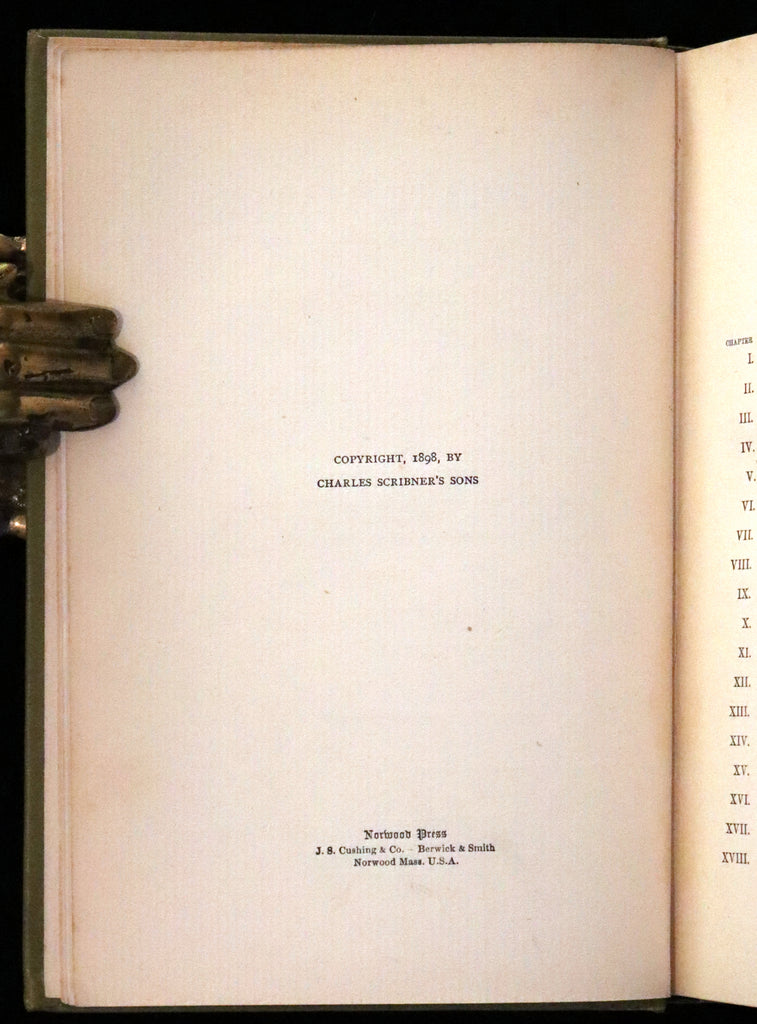 COPYRIGHT, 1898, BY
CHARLES SCRIBNER'S SONS
Norwood Press
J. S. Cushing & Co. – Berwick & Smith
Norwood Mass. U.S.A.
CHAPTER
I.
II.
III.
IV.
V.
VI.
VII.
VIII.
IX.
X.
XI.
XII.
XIII.
XIV.
XV.
XVI.
XVII.
XVIII.